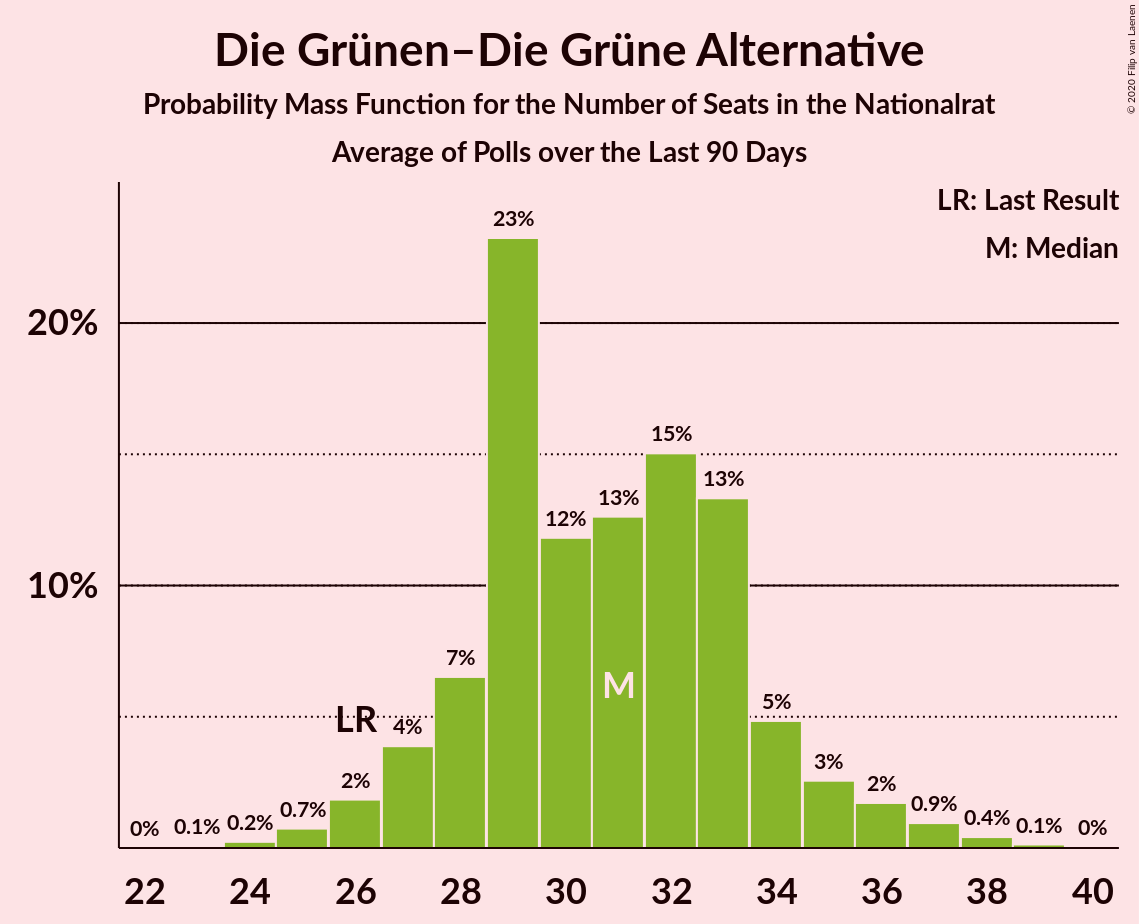 Die Grünen–Die Grüne Alternative
Probability Mass Function for the Number of Seats in the Nationalrat
Average of Polls over the Last 90 Days
© 2020 Filip van Laenen
LR: Last Result
M: Median
20%
10%
0%
0.1%
0.2%
0.7%
2%
LR
4%
7%
23%
12%
13%
M
15%
13%
5%
3%
2%
0.9%
0.4%
0.1%
0%
22 24 26 28 30 32 34 36 38 40